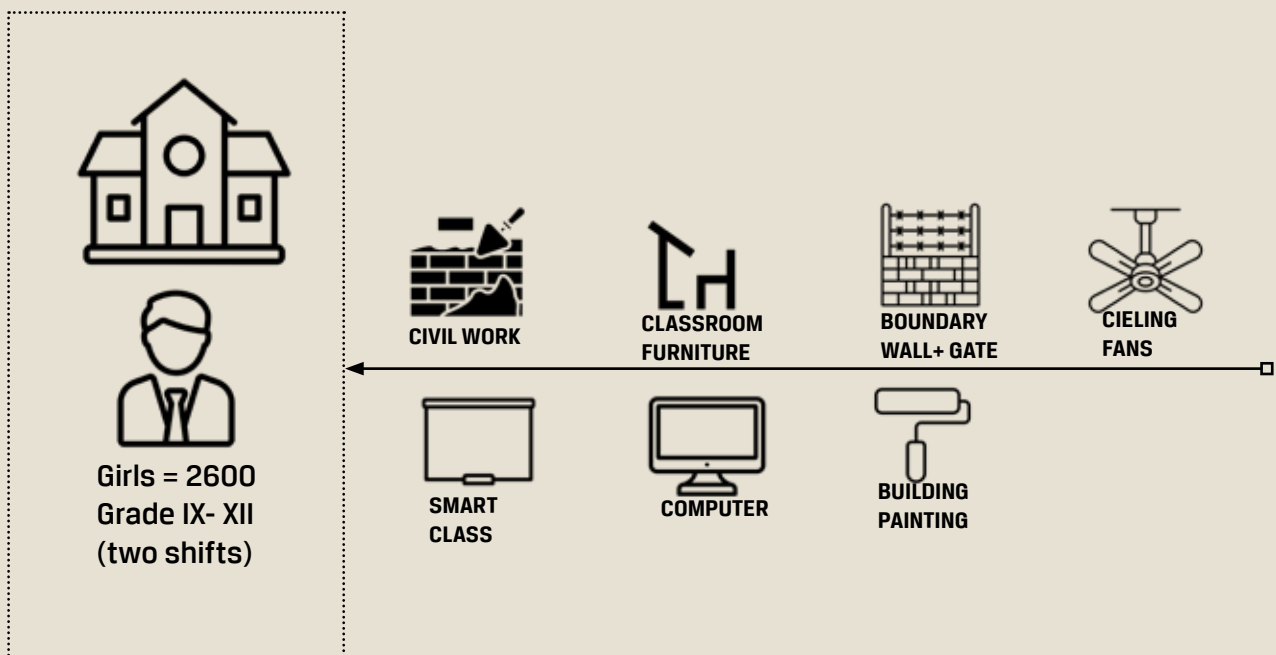 CIVIL WORK
CLASSROOM
FURNITURE
BOUNDARY
WALL+ GATE
CIELING
FANS
Girls = 2600
Grade IX- XII
(two shifts)
SMART
CLASS
COMPUTER
BUILDING
PAINTING